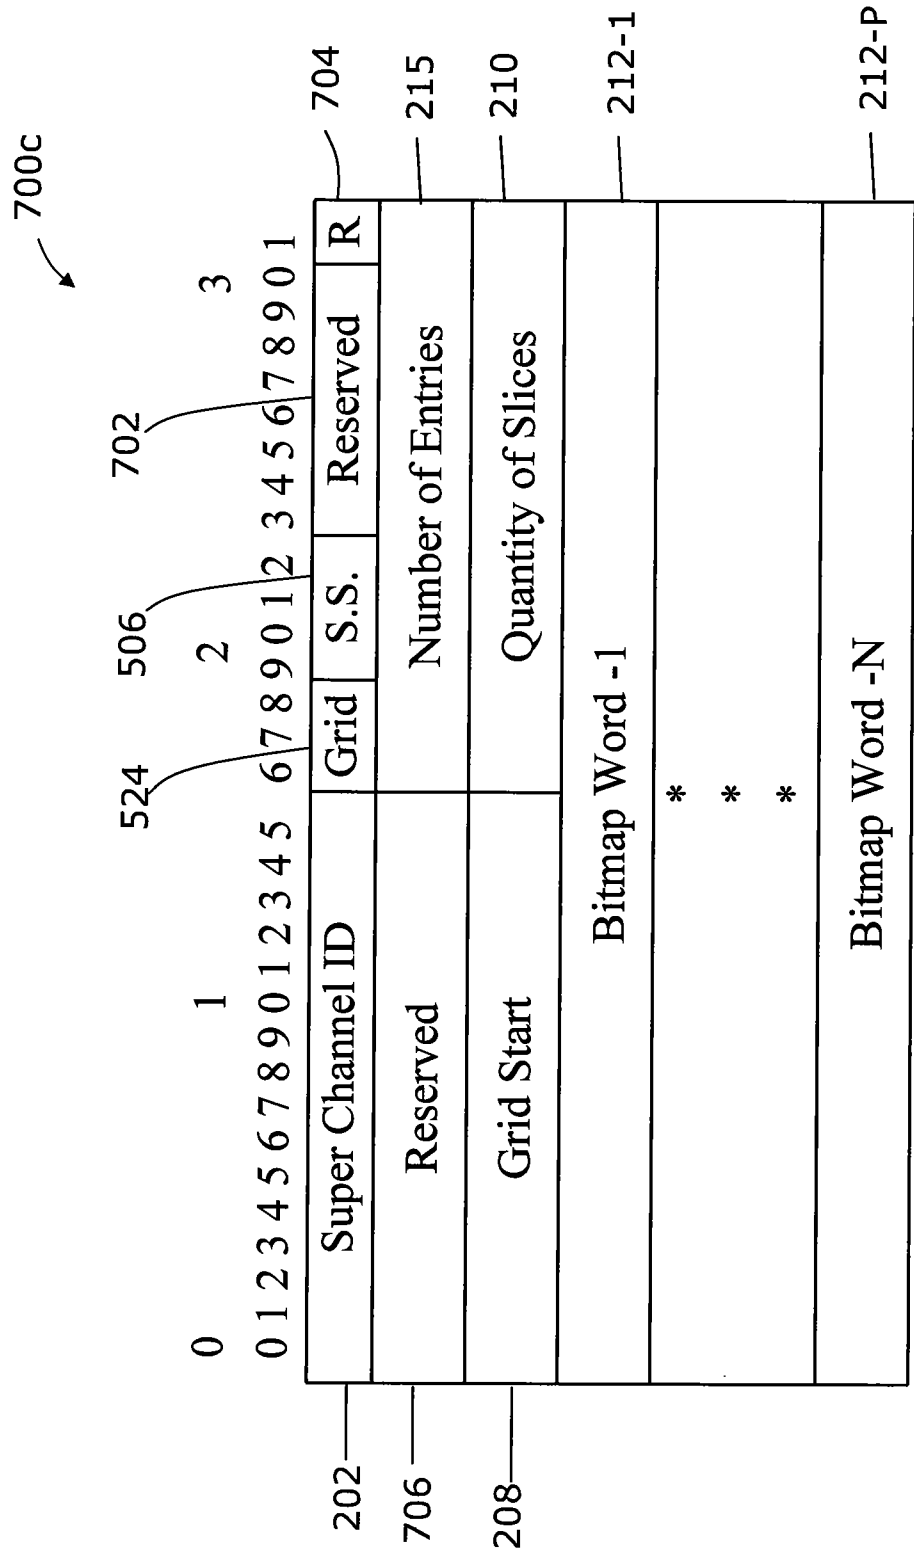 700c
524 506 702
0 1 2 3
0 1 2 3 4 5 6 7 8 9 0 1 2 3 4 5 6 7 8 9 0 1 2 3 4 5 6 7 8 9 0 1
202 Super Channel ID Grid S.S. Reserved R 704
706 Reserved Number of Entries 215
208 Grid Start Quantity of Slices 210
Bitmap Word -1 212-1
*
*
*
Bitmap Word -N 212-P